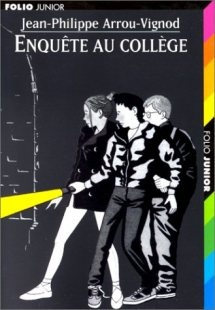 FOLIO JUNIOR
Jean-Philippe Arrou-Vignod
ENQUÊTE AU COLLÈGE
FOLIO JUNIOR